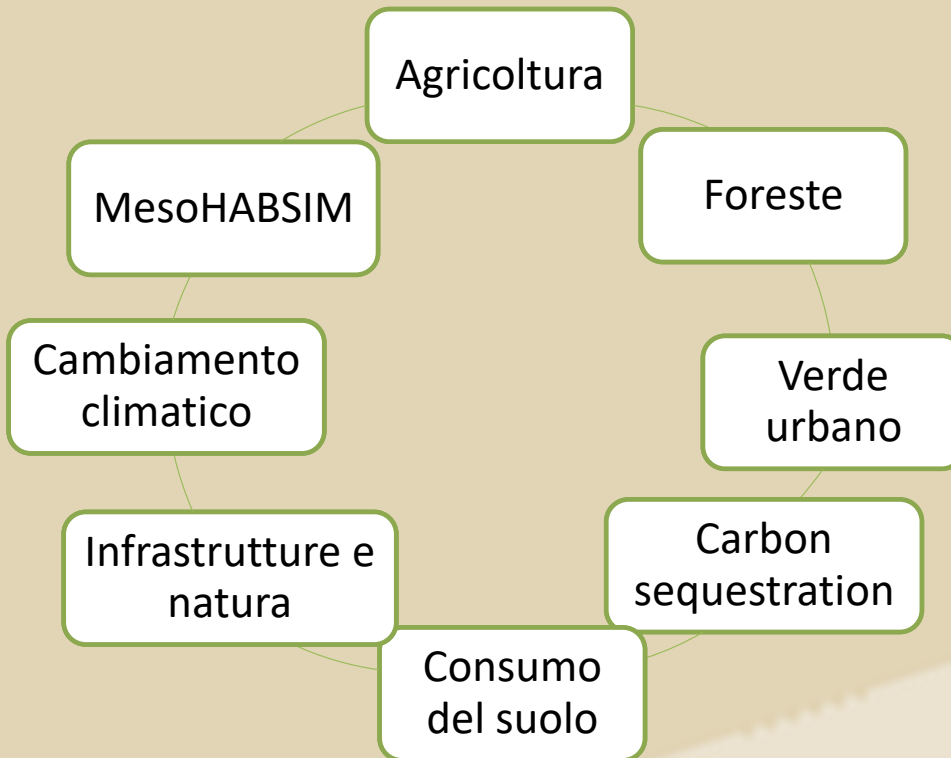 Agricoltura
Foreste
Verde
urbano
Carbon
sequestration
Consumo
del suolo
Infrastrutture e
natura
Cambiamento
climatico
MesoHABSIM